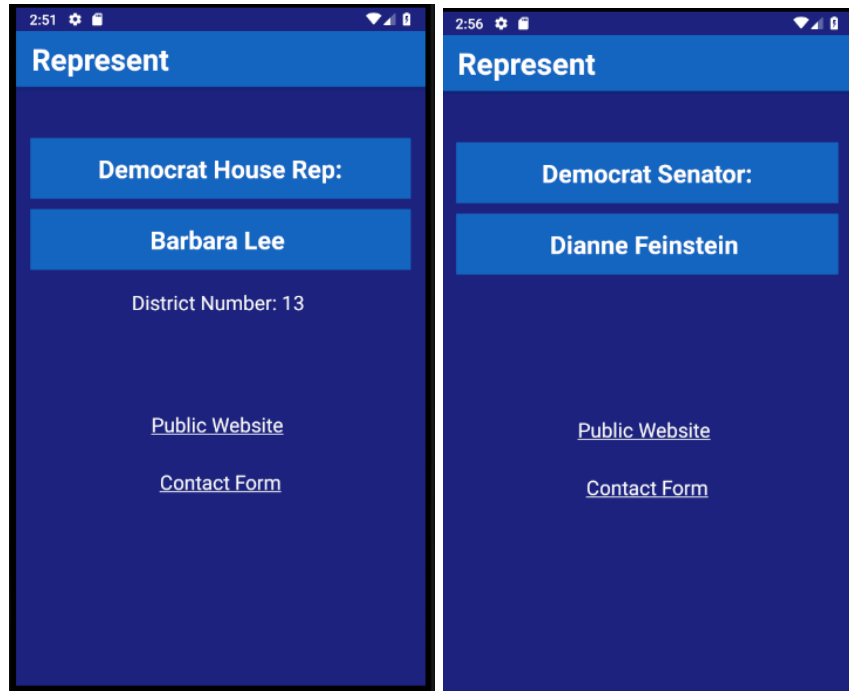 2:51
Represent
Democrat House Rep:
Barbara Lee
District Number: 13
Public Website
Contact Form
2:56
Represent
Democrat Senator:
Dianne Feinstein
Public Website
Contact Form